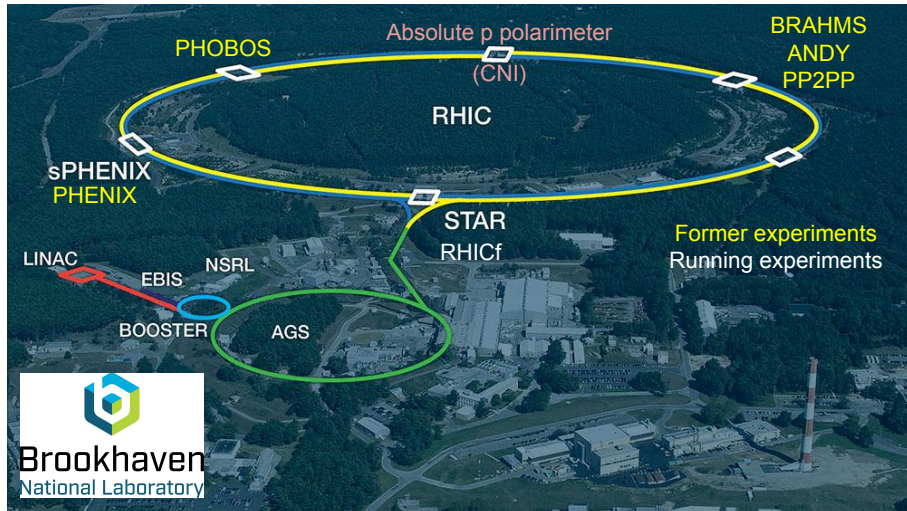 Absolute p polarimeter
(CNI)
PHOBOS
BRAHMS
ANDY
PP2PP
RHIC
sPHENIX
PHENIX
STAR
RHICf
Former experiments
Running experiments
LINAC
EBIS
NSRL
BOOSTER
AGS
Brookhaven
National Laboratory